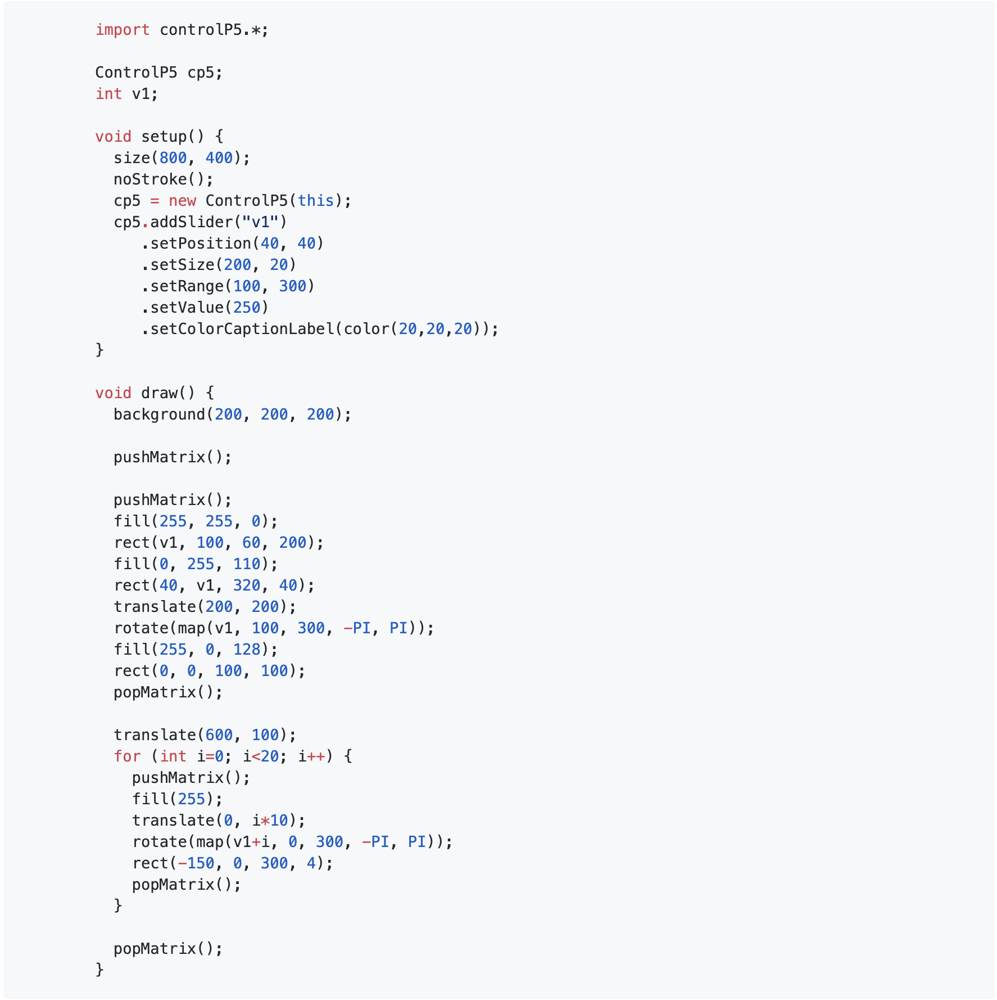 import controlP5.*;

ControlP5 cp5;
int v1;

void setup() {
  size(800, 400);
  noStroke();
  cp5 = new ControlP5(this);
  cp5.addSlider("v1")
     .setPosition(40, 40)
     .setSize(200, 20)
     .setRange(100, 300)
     .setValue(250)
     .setColorCaptionLabel(color(20,20,20));
}

void draw() {
  background(200, 200, 200);

  pushMatrix();

  pushMatrix();
  fill(255, 255, 0);
  rect(v1, 100, 60, 200);
  fill(0, 255, 110);
  rect(40, v1, 320, 40);
  translate(200, 200);
  rotate(map(v1, 100, 300, -PI, PI));
  fill(255, 0, 128);
  rect(0, 0, 100, 100);
  popMatrix();

  translate(600, 100);
  for (int i=0; i<20; i++) {
    pushMatrix();
    fill(255);
    translate(0, i*10);
    rotate(map(v1+i, 0, 300, -PI, PI));
    rect(-150, 0, 300, 4);
    popMatrix();
  }

  popMatrix();
}